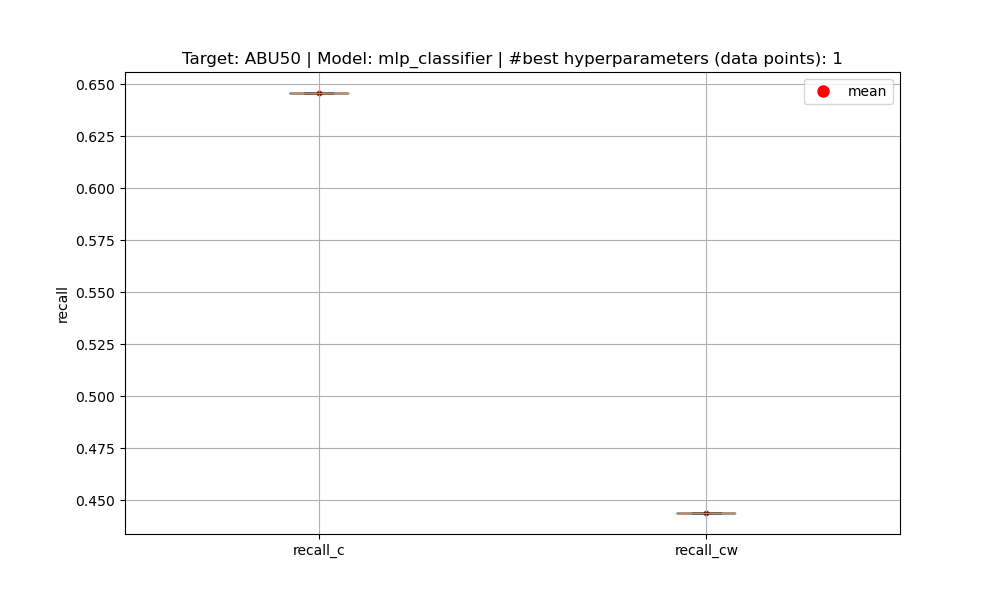 Target: ABU50 | Model: mlp_classifier | #best hyperparameters (data points): 1
mean
0.650
0.625
0.600
0.575
0.550
0.525
0.500
0.475
0.450
recall
recall_c
recall_cw